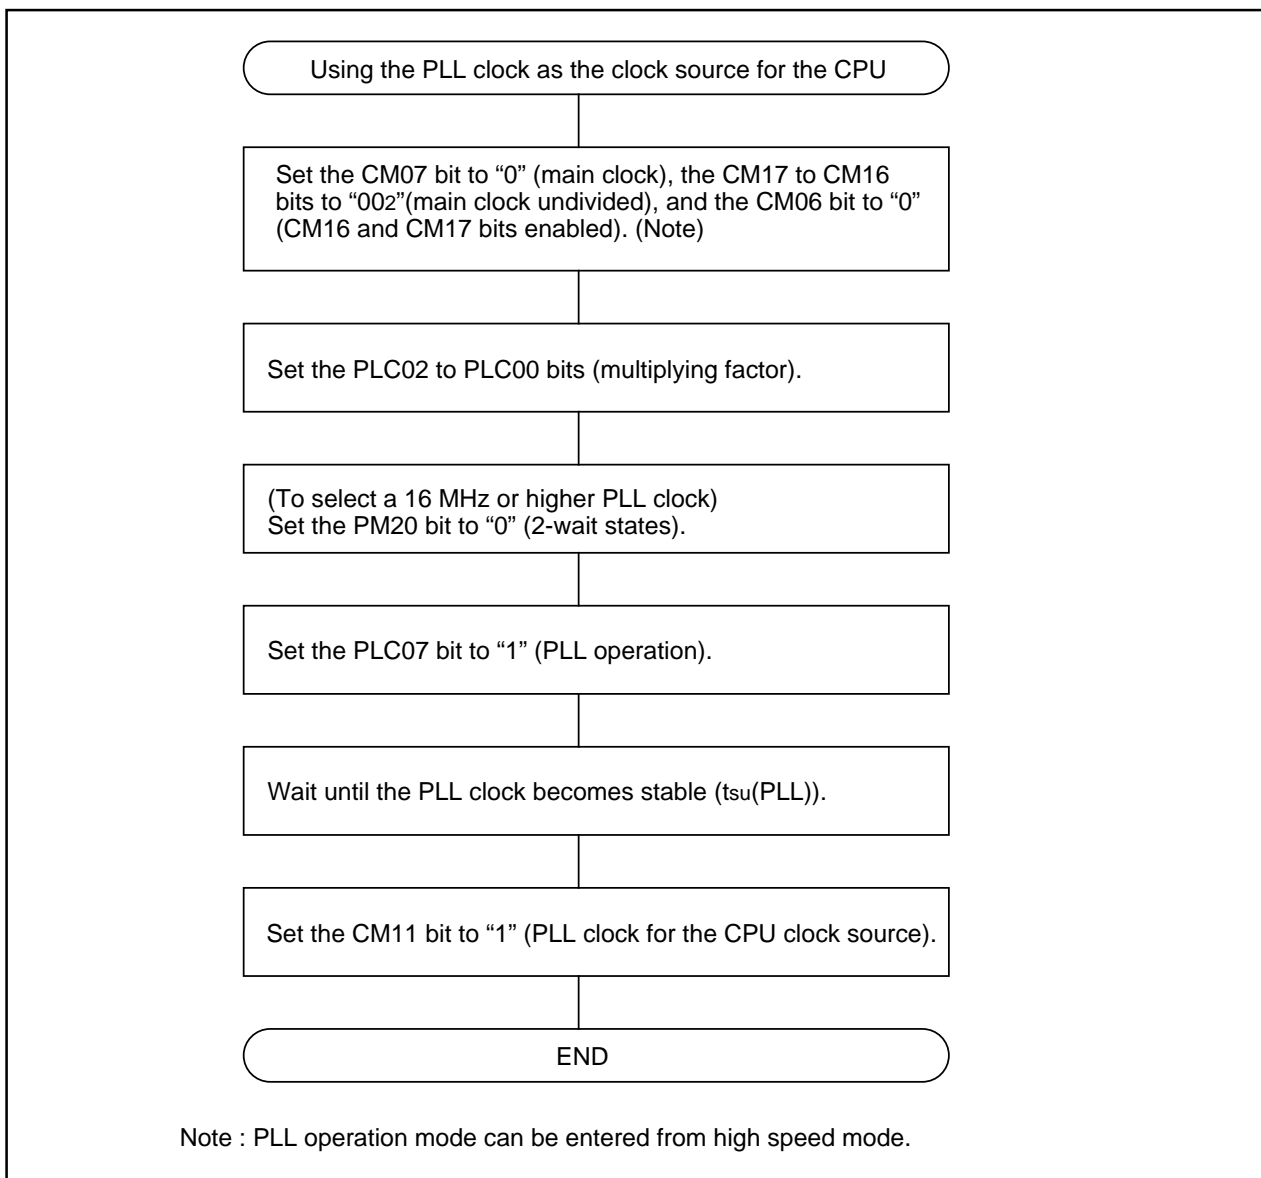 Using the PLL clock as the clock source for the CPU
Set the CM07 bit to “0” (main clock), the CM17 to CM16
bits to “002”(main clock undivided), and the CM06 bit to “0”
(CM16 and CM17 bits enabled). (Note)
Set the PLC02 to PLC00 bits (multiplying factor).
(To select a 16 MHz or higher PLL clock)
Set the PM20 bit to “0” (2-wait states).
Set the PLC07 bit to “1” (PLL operation).
Wait until the PLL clock becomes stable (tsu(PLL)).
Set the CM11 bit to “1” (PLL clock for the CPU clock source).
END
Note : PLL operation mode can be entered from high speed mode.